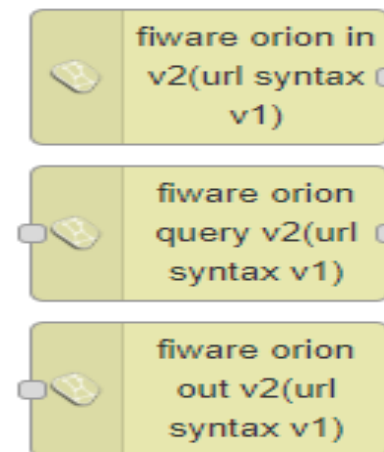 fiware orion in
v2(url syntax
v1)
fiware orion
query v2(url
syntax v1)
fiware orion
out v2(url
syntax v1)